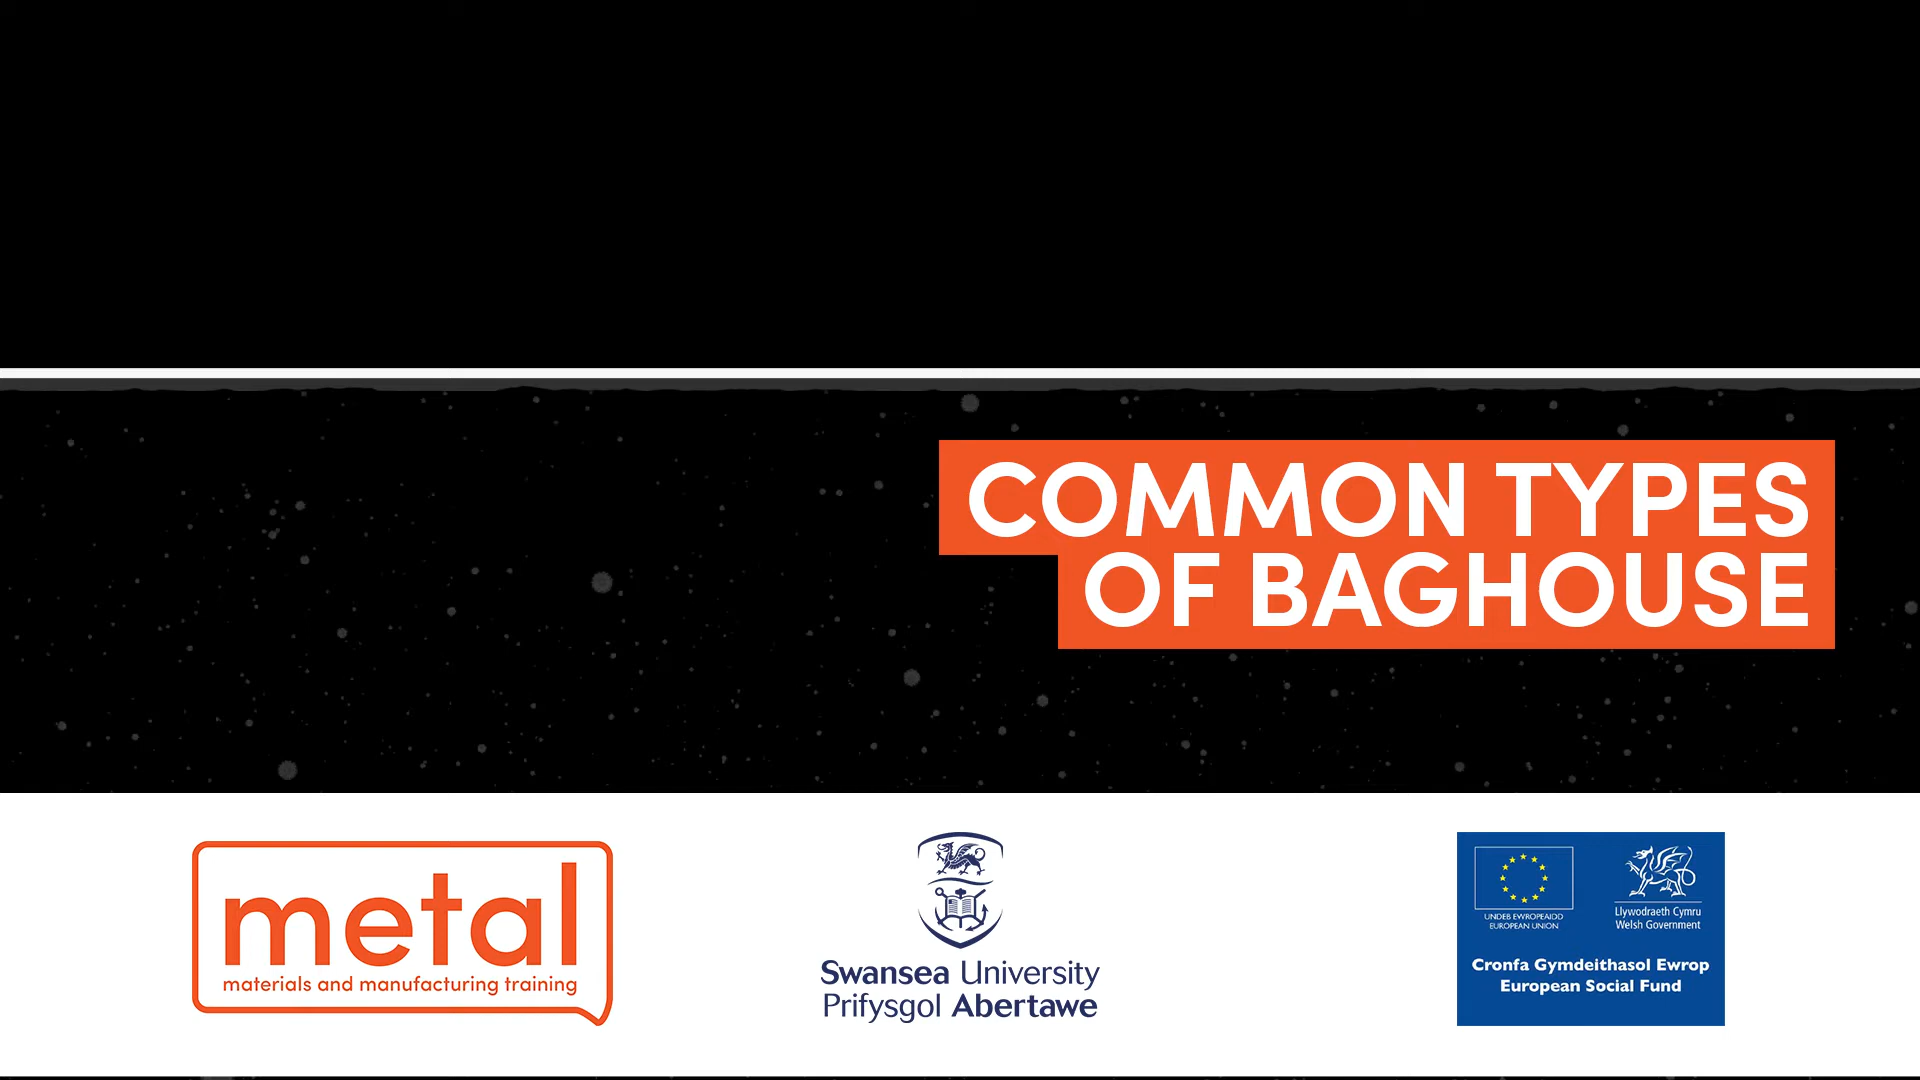 COMMON TYPES
OF BAGHOUSE
metal
materials and manufacturing training
Swansea University
Prifysgol Abertawe
UNDEB EWROPEAIDD
EUROPEAN UNION
Llywodraeth Cymru
Welsh Government
Cronfa Gymdeithasol Ewrop
European Social Fund